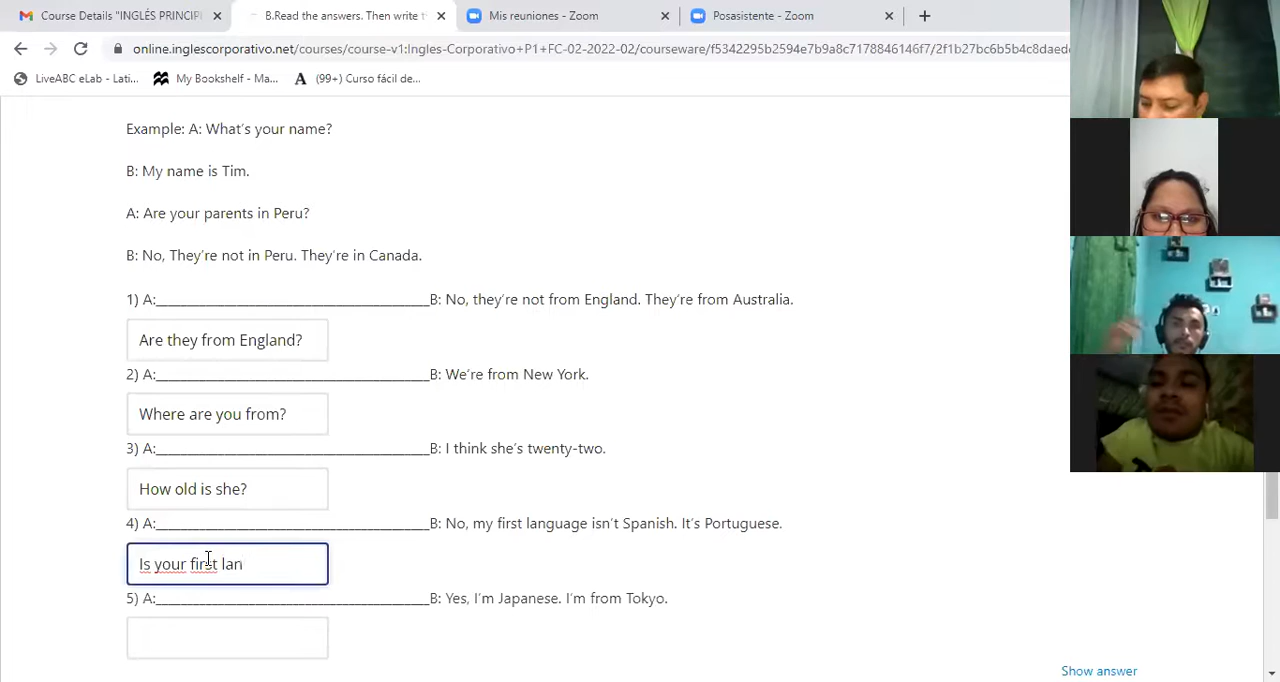 Course Details "INGLÉS PRINCIPI
B.Read the answers. Then write t
Mis reuniones - Zoom
Posasistente - Zoom
online.inglescorporativo.net/courses/course-v1:Ingles-Corporativo+P1+FC-02-2022-02/courseware/f5342295b2594e7b9a8c7178846146f7/2f1b27bc6b5b4c8daed
LiveABC eLab - Lati...
My Bookshelf - Ma...
(99+) Curso fácil de...
Example: A: What's your name?
B: My name is Tim.
A: Are your parents in Peru?
B: No, They're not in Peru. They're in Canada.
1) A:________________________________________B: No, they're not from England. They're from Australia.
Are they from England?
2) A:________________________________________B: We're from New York.
Where are you from?
3) A:________________________________________B: I think she's twenty-two.
How old is she?
4) A:________________________________________B: No, my first language isn't Spanish. It's Portuguese.
Is your first lan
5) A:________________________________________B: Yes, I'm Japanese. I'm from Tokyo.
Show answer